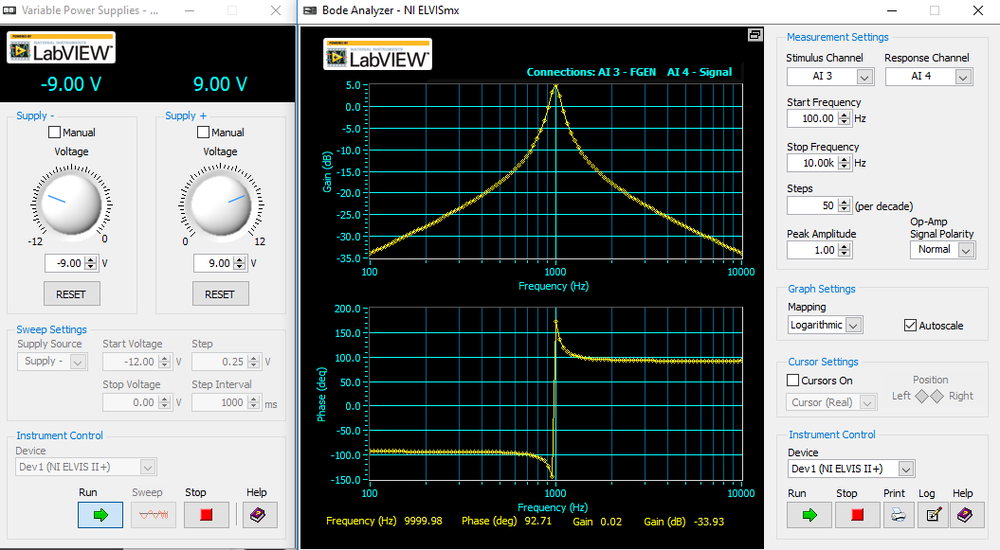 Variable Power Supplies - ...
POWERED BY
NATIONAL INSTRUMENTS
LabVIEW™
-9.00 V 9.00 V
Supply - Supply +
Manual Manual
Voltage Voltage
-12 0 0 12
-9.00 V 9.00 V
RESET RESET
Sweep Settings
Supply Source Start Voltage Step
Supply - -12.00 V 0.25 V
Stop Voltage Step Interval
0.00 V 1000 ms
Instrument Control
Device
Dev1 (NI ELVIS II+)
Run Sweep Stop Help
Bode Analyzer - NI ELVISmx
POWERED BY
NATIONAL INSTRUMENTS
LabVIEW™
Connections: AI 3 - FGEN AI 4 - Signal
Gain (dB)
5.0
0.0
-5.0
-10.0
-15.0
-20.0
-25.0
-30.0
-35.0
100 1000 10000
Frequency (Hz)
Phase (deg)
200.0
150.0
100.0
50.0
0.0
-50.0
-100.0
-150.0
100 1000 10000
Frequency (Hz)
Frequency (Hz) 9999.98 Phase (deg) 92.71 Gain 0.02 Gain (dB) -33.93
Measurement Settings
Stimulus Channel Response Channel
AI 3 AI 4
Start Frequency
100.00 Hz
Stop Frequency
10.00k Hz
Steps
50 (per decade)
Peak Amplitude
1.00
Op-Amp
Signal Polarity
Normal
Graph Settings
Mapping
Logarithmic Autoscale
Cursor Settings
Cursors On Position
Cursor (Real) Left Right
Instrument Control
Device
Dev1 (NI ELVIS II+)
Run Stop Print Log Help